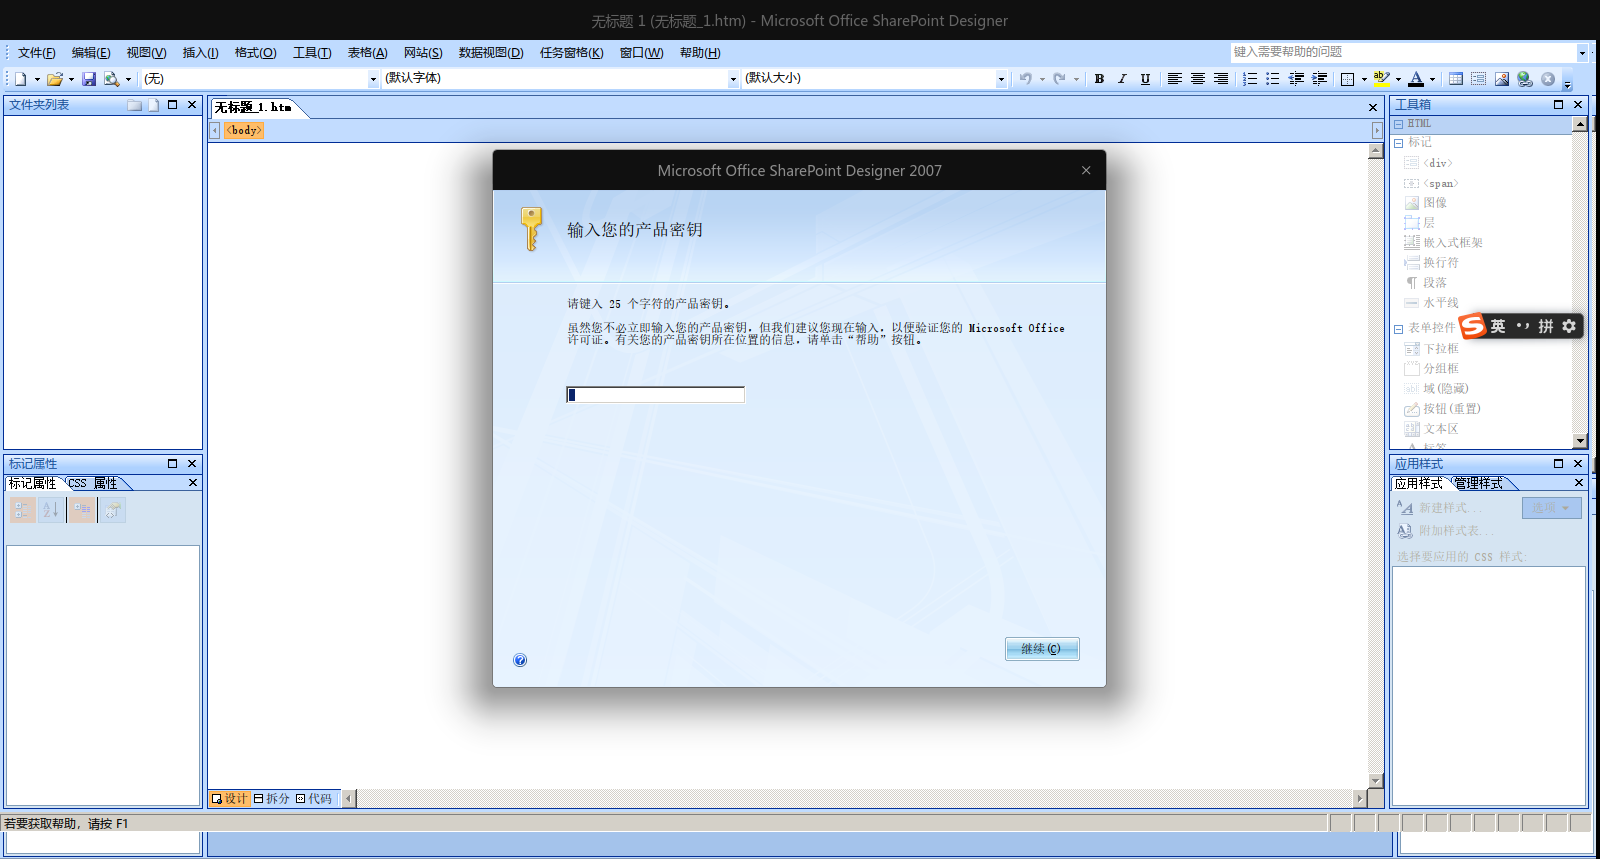 无标题 1 (无标题_1.htm) - Microsoft Office SharePoint Designer
文件(F) 编辑(E) 视图(V) 插入(I) 格式(O) 工具(T) 表格(A) 网站(S) 数据视图(D) 任务窗格(K) 窗口(W) 帮助(H) 键入需要帮助的问题
(无) (默认字体) (默认大小) B I U
文件夹列表
无标题_1.htm
<body>
Microsoft Office SharePoint Designer 2007
输入您的产品密钥
请键入 25 个字符的产品密钥。
虽然您不必立即输入您的产品密钥，但我们建议您现在输入，以便验证您的 Microsoft Office
许可证。有关您的产品密钥所在位置的信息，请单击“帮助”按钮。
继续(C)
工具箱
HTML
标记
<div>
<span>
图像
层
嵌入式框架
换行符
段落
水平线
表单控件
英 拼
下拉框
分组框
域(隐藏)
按钮(重置)
文本区
标签
标记属性
标记属性 CSS 属性
应用样式
应用样式 管理样式
新建样式... 选项
附加样式表...
选择要应用的 CSS 样式:
设计 拆分 代码
若要获取帮助，请按 F1